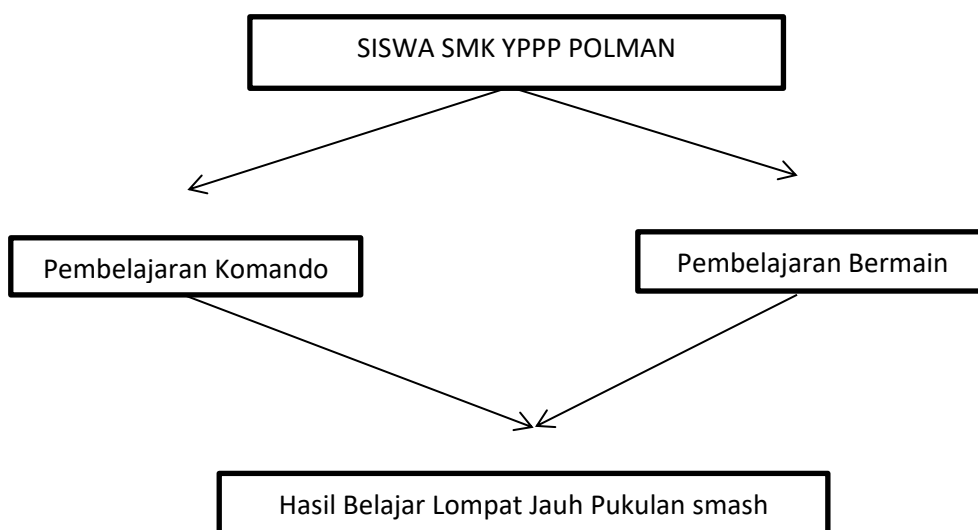 SISWA SMK YPPP POLMAN
Pembelajaran Komando
Pembelajaran Bermain
Hasil Belajar Lompat Jauh Pukulan smash